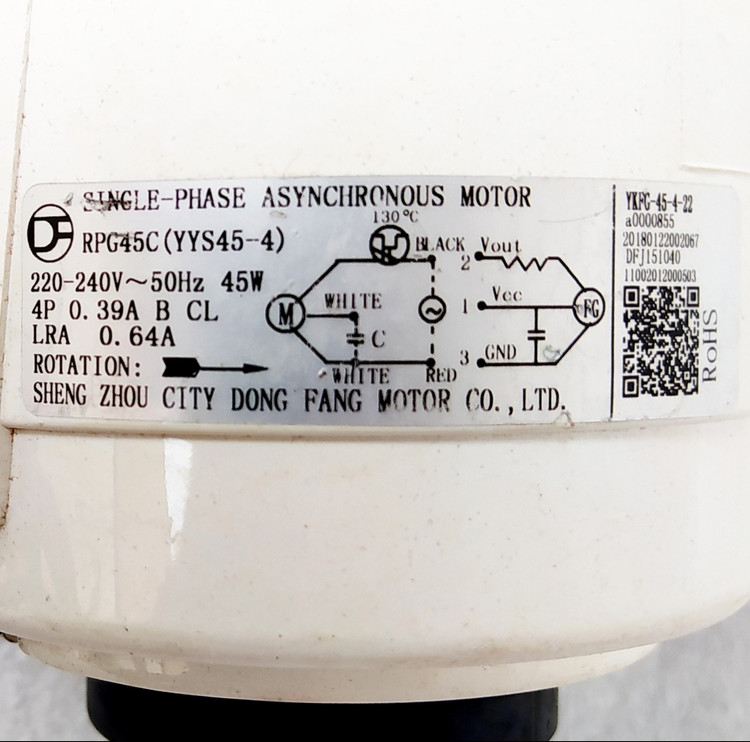 SINGLE-PHASE ASYNCHRONOUS MOTOR
DF
RPG45C(YYS45-4)
220-240V~50Hz 45W
4P 0.39A B CL
LRA 0.64A
ROTATION:
SHENG ZHOU CITY DONG FANG MOTOR CO.,LTD.
130℃
BLACK
M
WHITE
C
~
WHITE
RED
2
Vout
1
Vcc
FG
3
GND
YKFG-45-4-22
a0000855
20180122002067
DFJ151040
11002012000503
RoHS